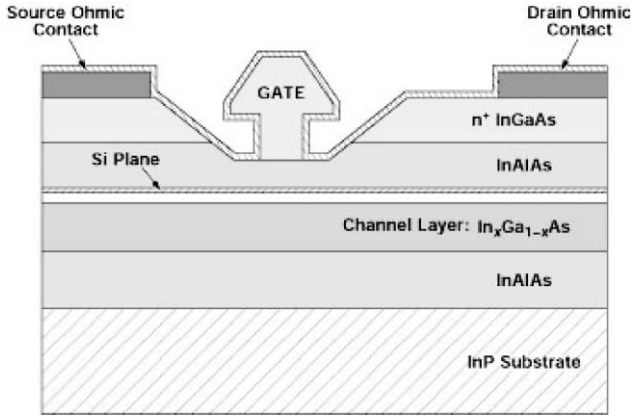 Source Ohmic
Contact
Drain Ohmic
Contact
GATE
n+ InGaAs
Si Plane
InAlAs
Channel Layer: InxGa1−xAs
InAlAs
InP Substrate